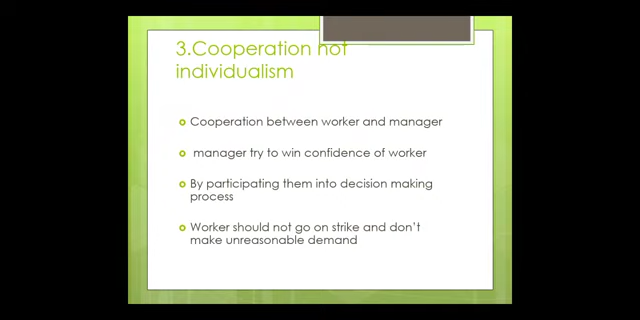 3.Cooperation not
individualism
Cooperation between worker and manager
manager try to win confidence of worker
By participating them into decision making
process
Worker should not go on strike and don't
make unreasonable demand